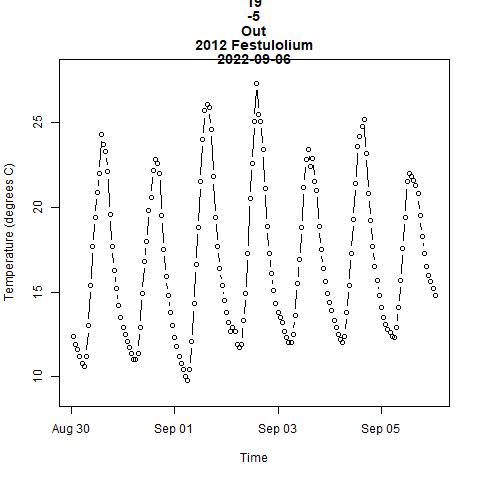 19
-5
Out
2012 Festulolium
2022-09-06
Temperature (degrees C)
25
20
15
10
Aug 30 Sep 01 Sep 03 Sep 05
Time